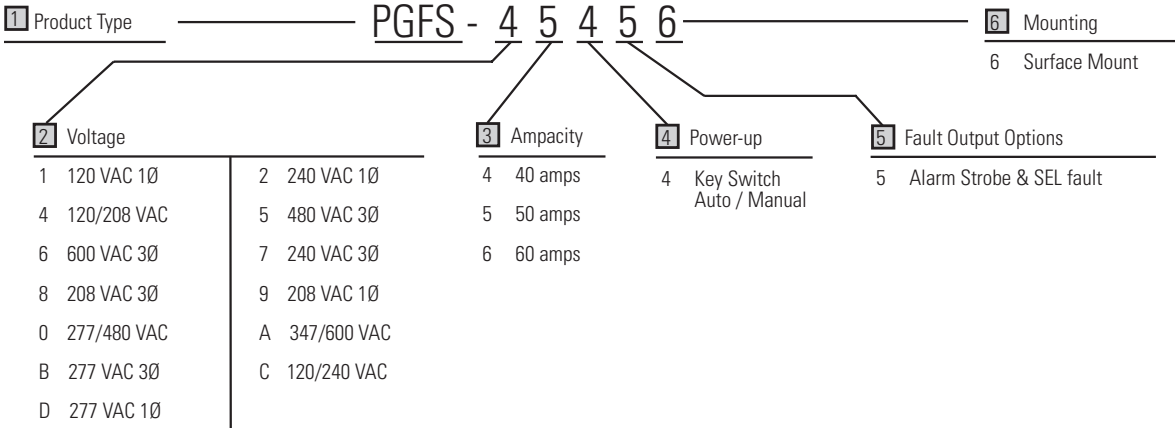 1 Product Type PGFS - 4 5 4 5 6 6 Mounting
6 Surface Mount
2 Voltage 3 Ampacity 4 Power-up 5 Fault Output Options
1 120 VAC 1Ø 2 240 VAC 1Ø 4 40 amps 4 Key Switch 5 Alarm Strobe & SEL fault
Auto / Manual
4 120/208 VAC 5 480 VAC 3Ø 5 50 amps
6 600 VAC 3Ø 7 240 VAC 3Ø 6 60 amps
8 208 VAC 3Ø 9 208 VAC 1Ø
0 277/480 VAC A 347/600 VAC
B 277 VAC 3Ø C 120/240 VAC
D 277 VAC 1Ø